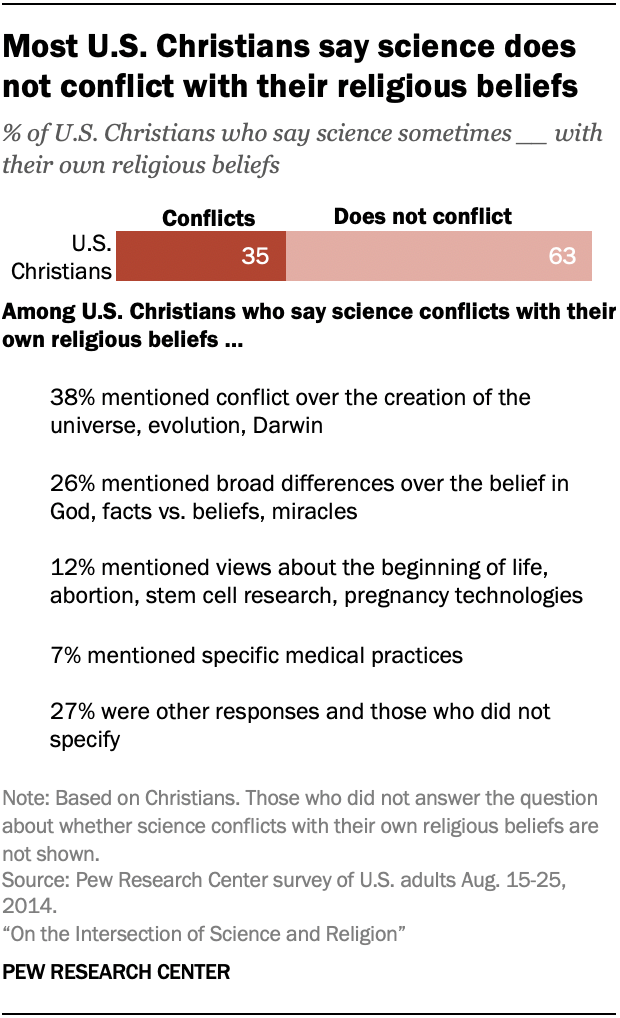 Most U.S. Christians say science does
not conflict with their religious beliefs
% of U.S. Christians who say science sometimes __ with
their own religious beliefs
Conflicts Does not conflict
U.S.
Christians
35 63
Among U.S. Christians who say science conflicts with their
own religious beliefs ...
38% mentioned conflict over the creation of the
universe, evolution, Darwin
26% mentioned broad differences over the belief in
God, facts vs. beliefs, miracles
12% mentioned views about the beginning of life,
abortion, stem cell research, pregnancy technologies
7% mentioned specific medical practices
27% were other responses and those who did not
specify
Note: Based on Christians. Those who did not answer the question
about whether science conflicts with their own religious beliefs are
not shown.
Source: Pew Research Center survey of U.S. adults Aug. 15-25,
2014.
“On the Intersection of Science and Religion”
PEW RESEARCH CENTER